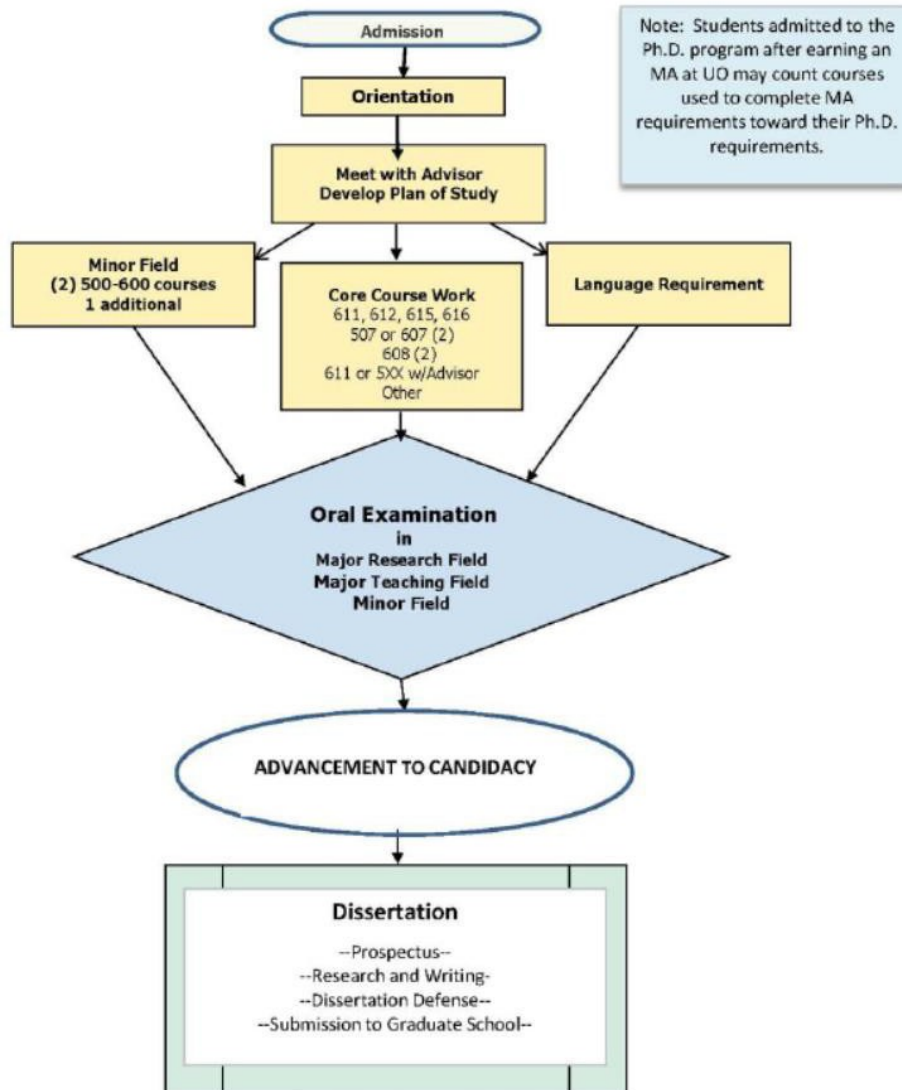 Admission
Note: Students admitted to the
Ph.D. program after earning an
MA at UO may count courses
used to complete MA
requirements toward their Ph.D.
requirements.
Orientation
Meet with Advisor
Develop Plan of Study
Minor Field
(2) 500-600 courses
1 additional
Core Course Work
611, 612, 615, 616
507 or 607 (2)
608 (2)
611 or 5XX w/Advisor
Other
Language Requirement
Oral Examination
in
Major Research Field
Major Teaching Field
Minor Field
ADVANCEMENT TO CANDIDACY
Dissertation
--Prospectus--
--Research and Writing-
--Dissertation Defense--
--Submission to Graduate School--